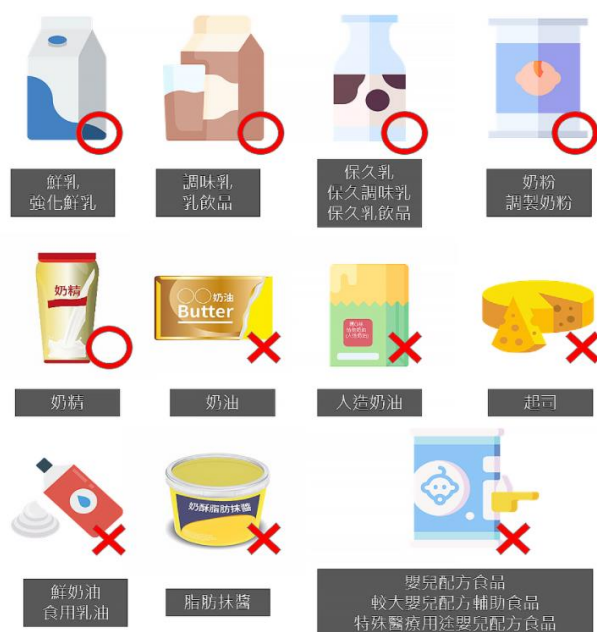 鮮乳
強化鮮乳
調味乳
乳飲品
保久乳
保久調味乳
保久乳飲品
奶粉
調製奶粉
奶精
奶精
○○奶油
Butter
奶油
人造奶油
起司
鮮奶油
食用乳油
奶酥脂肪抹醬
脂肪抹醬
嬰兒配方食品
較大嬰兒配方輔助食品
特殊醫療用途嬰兒配方食品